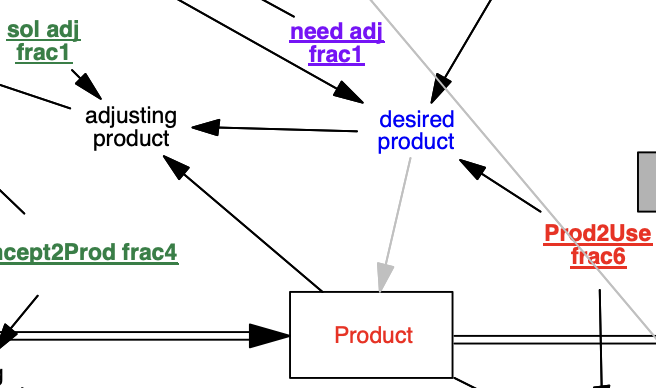 sol adj
frac1
need adj
frac1
adjusting
product
desired
product
ncept2Prod frac4
Prod2Use
frac6
Product